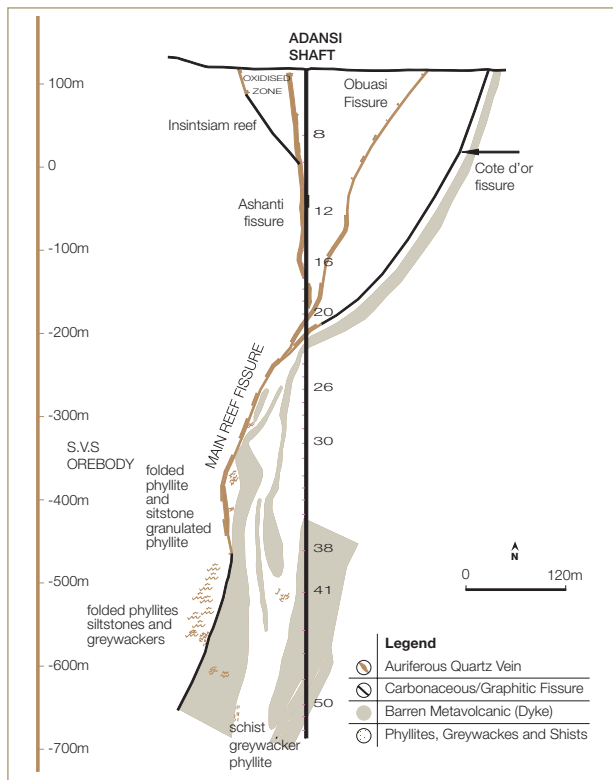 ADANSI
SHAFT
100m
0
-100m
-200m
-300m
-400m
-500m
-600m
-700m
OXIDISED
ZONE
Obuasi
Fissure
Insintsiam reef
8
Cote d'or
fissure
Ashanti
fissure
12
16
20
MAIN REEF FISSURE
26
30
S.V.S
OREBODY
folded
phyllite
and
sitstone
granulated
phyllite
38
41
N
0
120m
folded phyllites
siltstones and
greywackers
50
schist
greywacker
phyllite
Legend
Auriferous Quartz Vein
Carbonaceous/Graphitic Fissure
Barren Metavolcanic (Dyke)
Phyllites, Greywackes and Shists